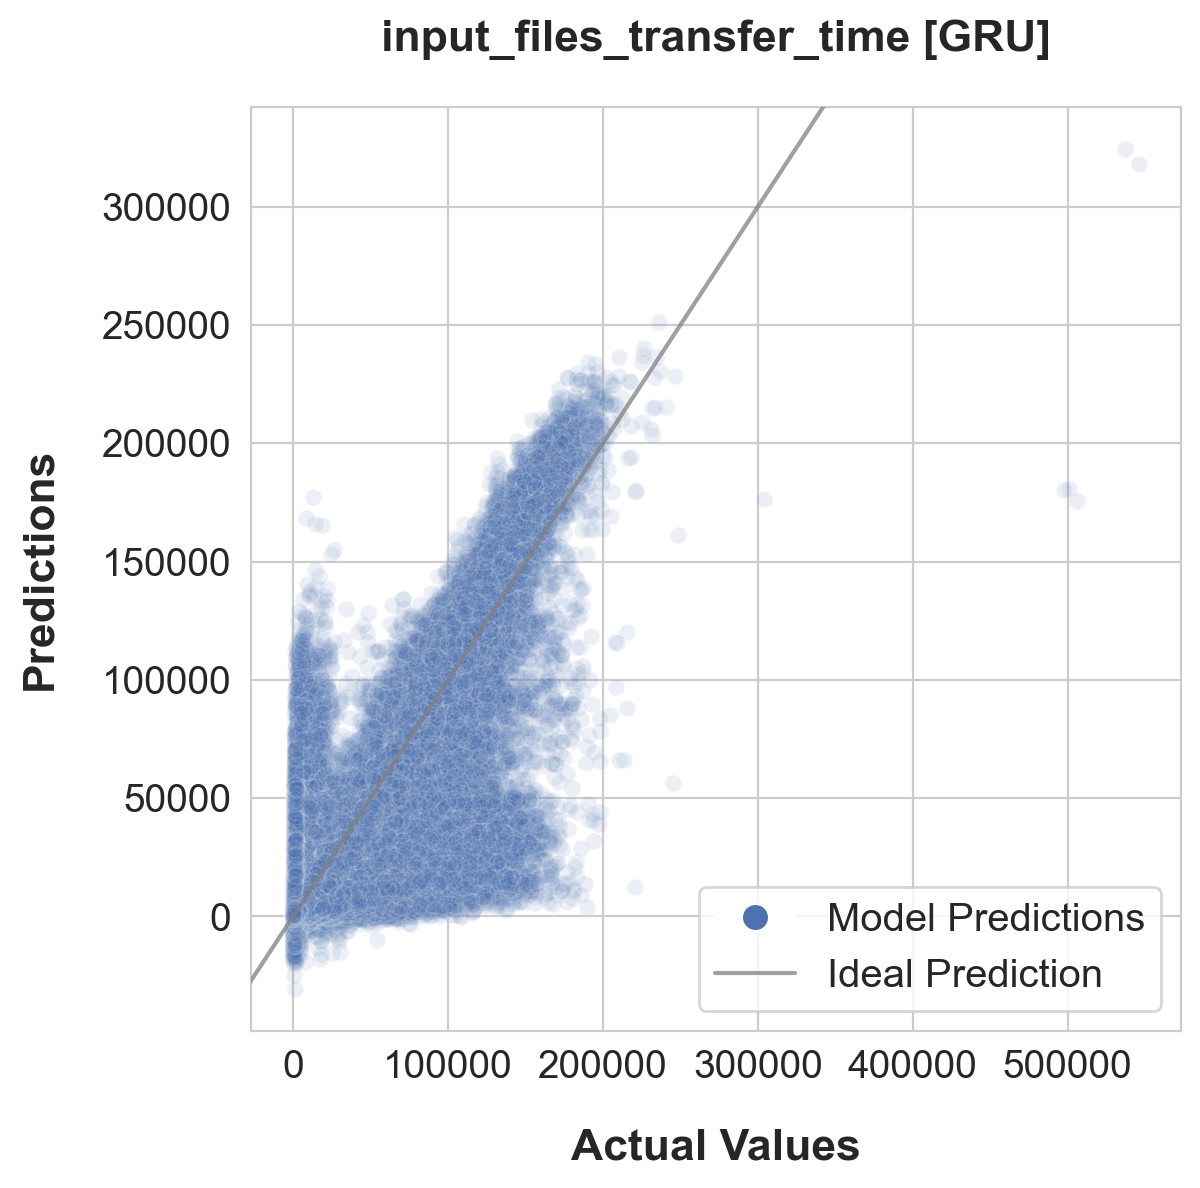 input_files_transfer_time [GRU]
300000
250000
200000
150000
100000
50000
0
Predictions
Model Predictions
Ideal Prediction
0 100000 200000 300000 400000 500000
Actual Values